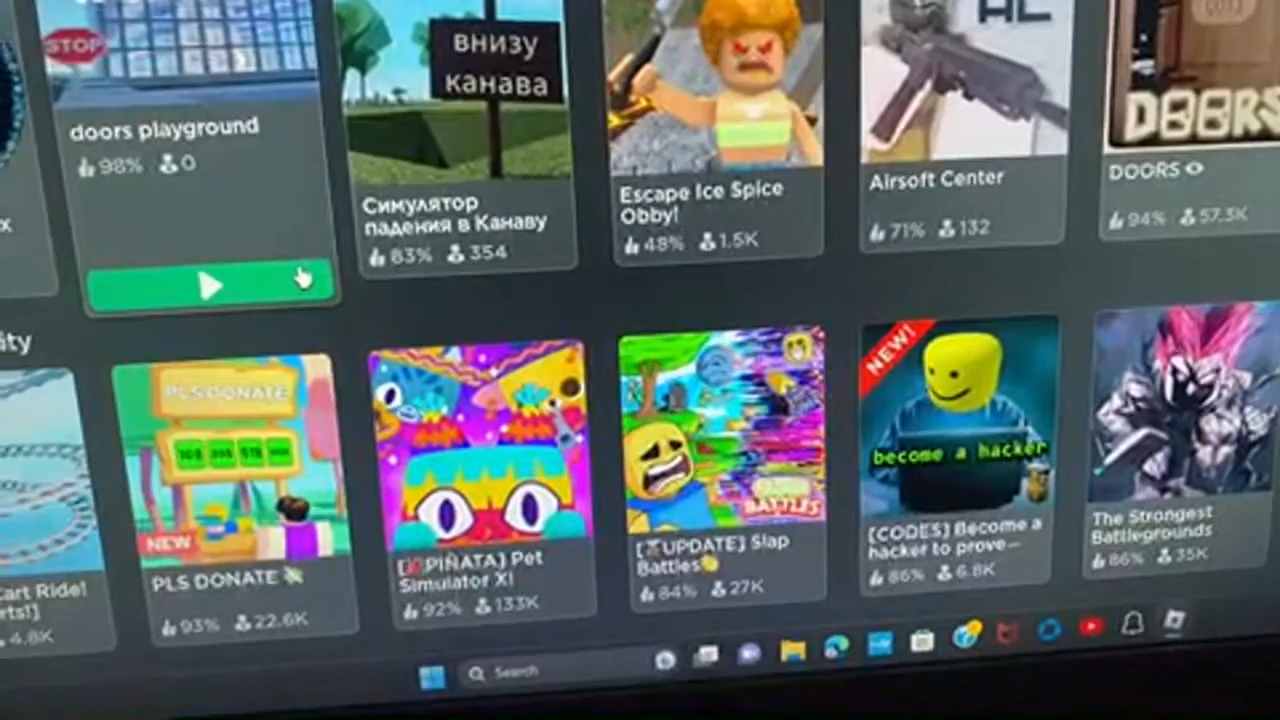 STOP
внизу
канава
DOORS
doors playground
98% 0
Симулятор
падения в Канаву
83% 354
Escape Ice Spice
Obby!
48% 1.5K
Airsoft Center
71% 132
DOORS
94% 57.3K
x
ity
PLS DONATE
NEW
NEW!
become a hacker
BATTLES
Cart Ride!
rts!]
4.8K
PLS DONATE
93% 22.6K
[PIÑATA] Pet
Simulator X!
92% 133K
[UPDATE] Slap
Battles
84% 27K
[CODES] Become a
hacker to prove—
86% 6.8K
The Strongest
Battlegrounds
86% 35K
Search